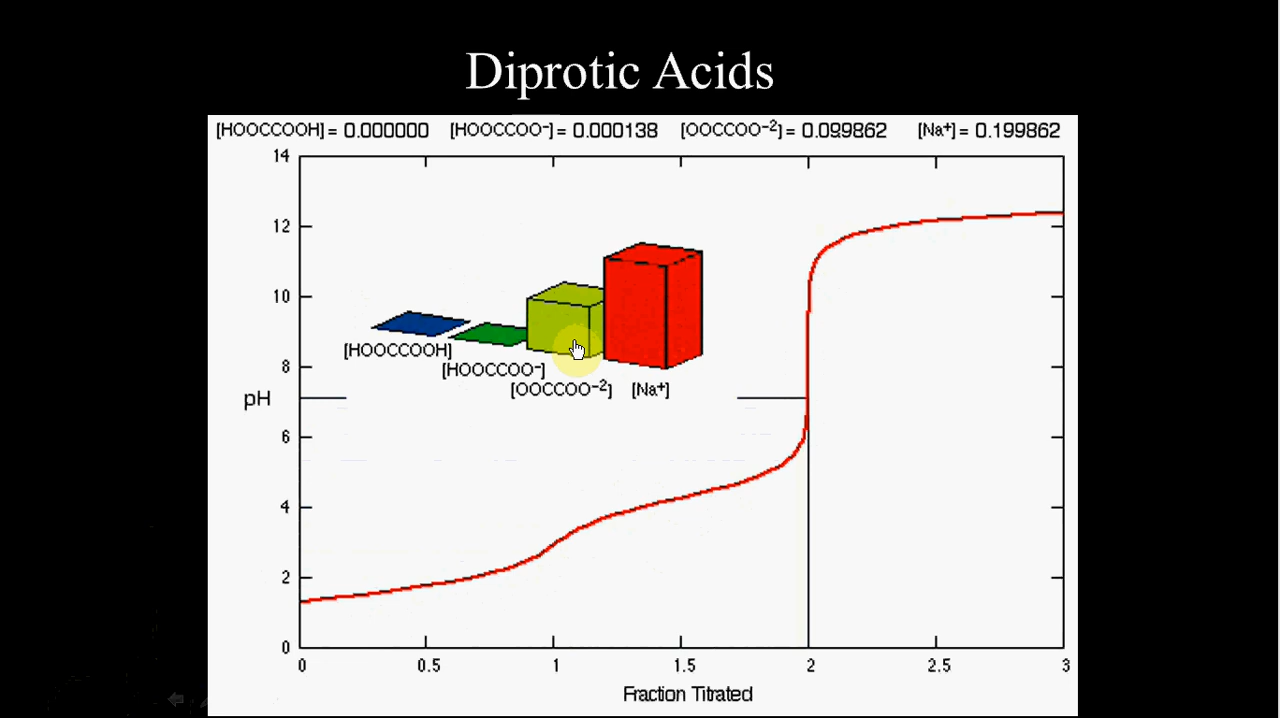 Diprotic Acids
[HOOCCOOH] = 0.000000 [HOOCCOO⁻] = 0.000138 [OOCCOO⁻²] = 0.099862 [Na⁺] = 0.199862
14
12
10
8
[HOOCCOOH]
[HOOCCOO⁻]
[OOCCOO⁻²] [Na⁺]
pH
6
4
2
0
0 0.5 1 1.5 2 2.5 3
Fraction Titrated